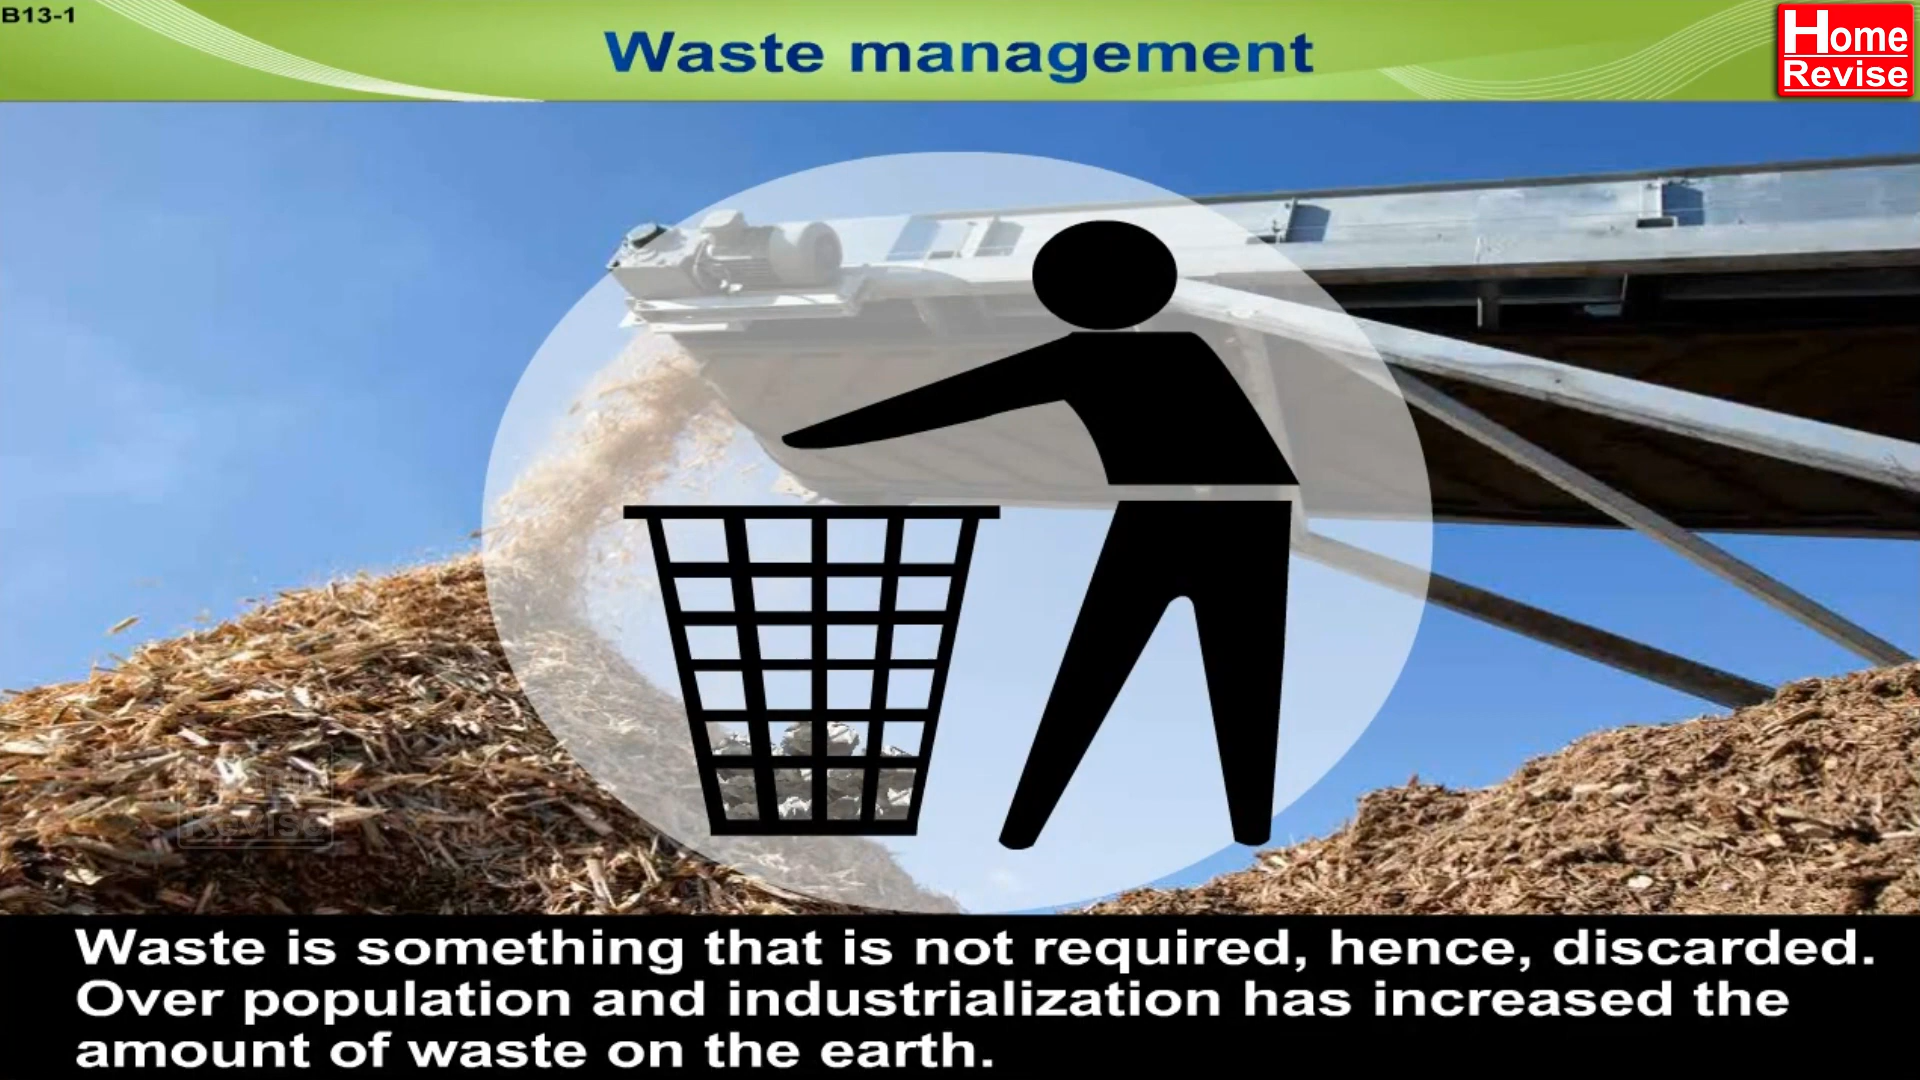 B13-1
Waste management
Home
Revise
Waste is something that is not required, hence, discarded.
Over population and industrialization has increased the
amount of waste on the earth.
Revise